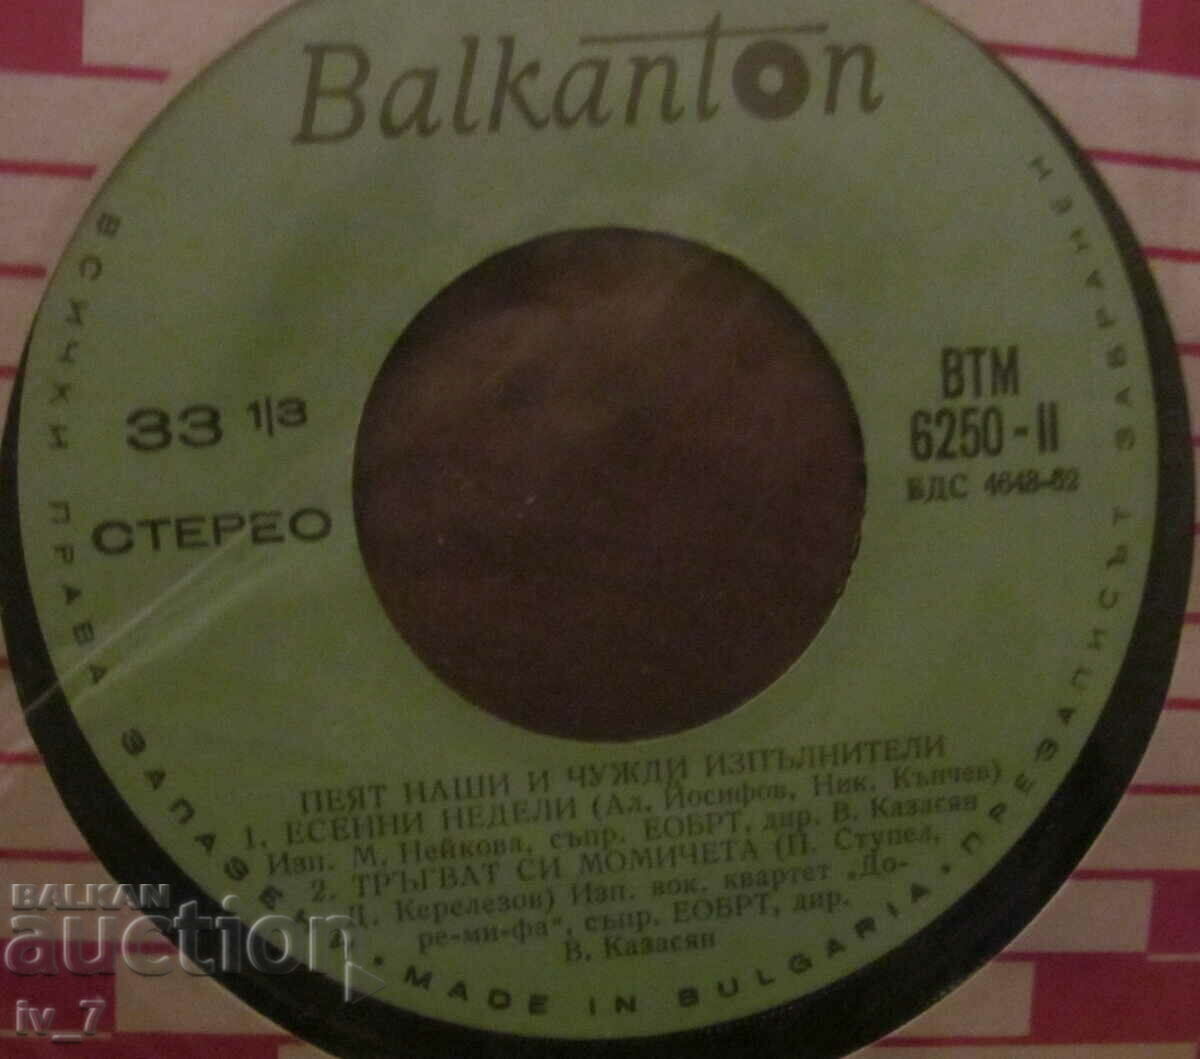 Balkanton
33 1/3
СТЕРЕО
ВТМ
6250-II
БДС 4643-62
ПЕЯТ НАШИ И ЧУЖДИ ИЗПЪЛНИТЕЛИ
1. ЕСЕННИ НЕДЕЛИ (Ал. Йосифов, Ник. Кънчев)
Изп. М. Нейкова, съпр. ЕОБРТ, дир. В. Казасян
2. ТРЪГВАТ СИ МОМИЧЕТА (П. Ступел,
Д. Керелезов) Изп. вок. квартет „До-
ре-ми-фа“, съпр. ЕОБРТ, дир.
В. Казасян
ВСИЧКИ ПРАВА ЗАПАЗЕНИ • MADE IN BULGARIA • ПРЕЗАПИСЪТ ЗАБРАНЕН
BALKAN
auction
iv_7